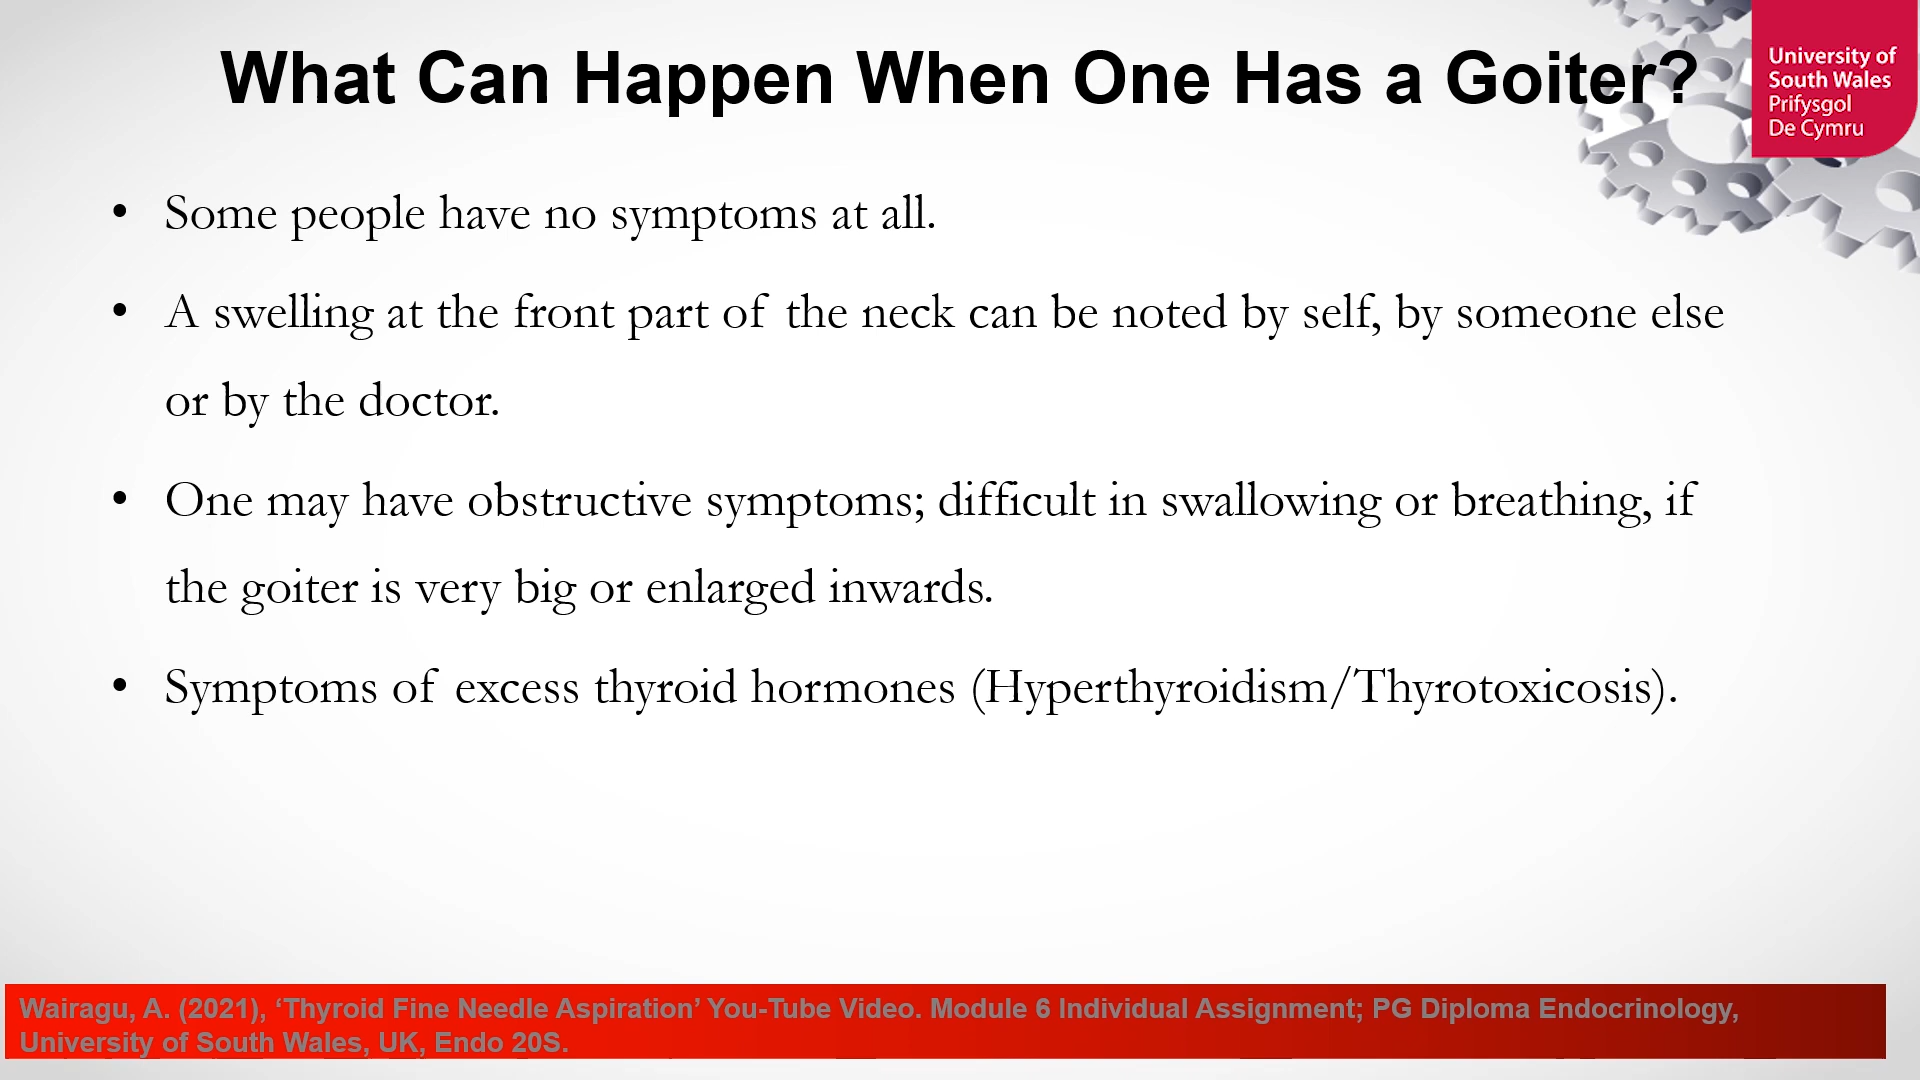 What Can Happen When One Has a Goiter?
University of
South Wales
Prifysgol
De Cymru
• Some people have no symptoms at all.
• A swelling at the front part of the neck can be noted by self, by someone else
or by the doctor.
• One may have obstructive symptoms; difficult in swallowing or breathing, if
the goiter is very big or enlarged inwards.
• Symptoms of excess thyroid hormones (Hyperthyroidism/Thyrotoxicosis).
Wairagu, A. (2021), ‘Thyroid Fine Needle Aspiration’ You-Tube Video. Module 6 Individual Assignment; PG Diploma Endocrinology,
University of South Wales, UK, Endo 20S.